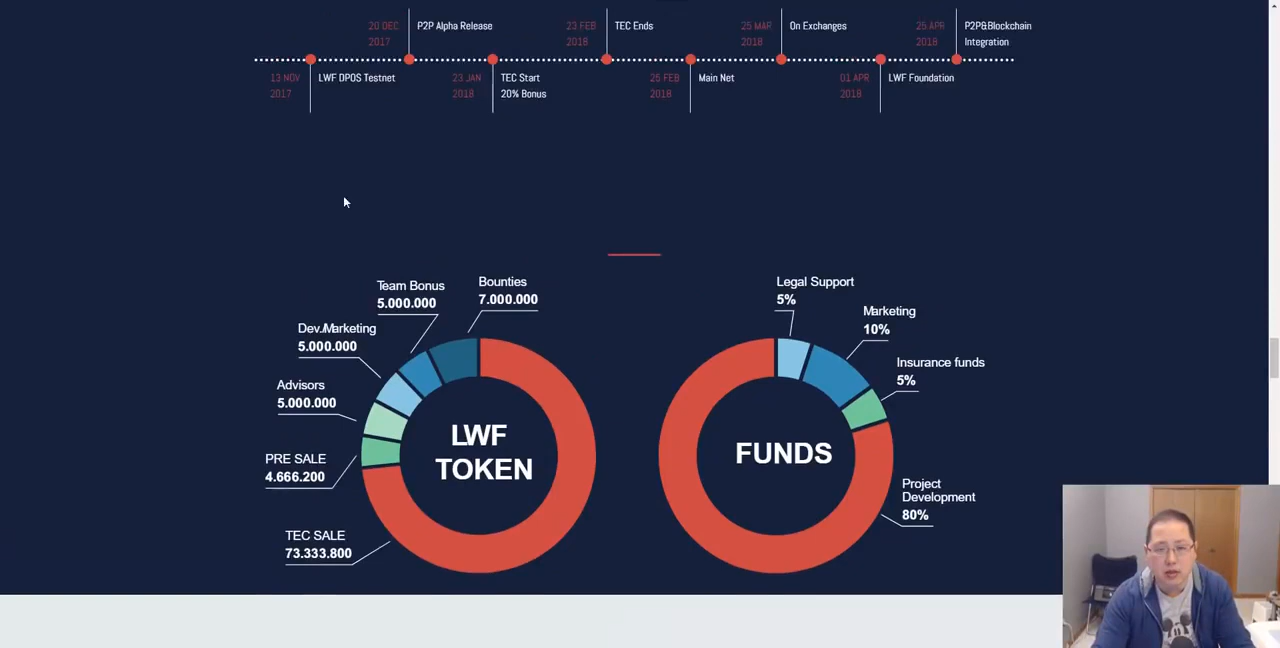 20 DEC
2017
P2P Alpha Release
23 FEB
2018
TEC Ends
25 MAR
2018
On Exchanges
25 APR
2018
P2P&Blockchain
Integration
13 NOV
2017
LWF DPOS Testnet
23 JAN
2018
TEC Start
20% Bonus
25 FEB
2018
Main Net
01 APR
2018
LWF Foundation
Team Bonus
5.000.000
Bounties
7.000.000
Dev./Marketing
5.000.000
Advisors
5.000.000
PRE SALE
4.666.200
TEC SALE
73.333.800
LWF
TOKEN
Legal Support
5%
Marketing
10%
Insurance funds
5%
Project
Development
80%
FUNDS